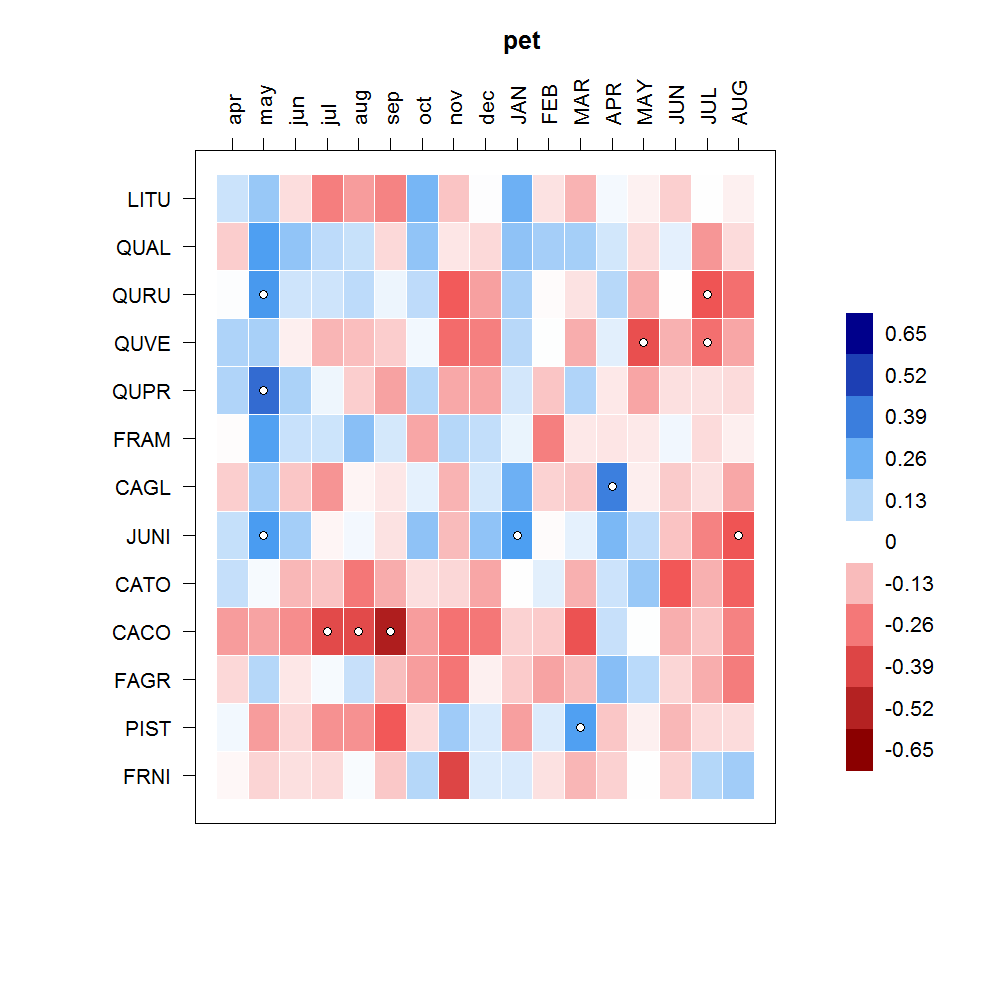 pet
apr may jun jul aug sep oct nov dec JAN FEB MAR APR MAY JUN JUL AUG
LITU
QUAL
QURU
QUVE
QUPR
FRAM
CAGL
JUNI
CATO
CACO
FAGR
PIST
FRNI
0.65
0.52
0.39
0.26
0.13
0
-0.13
-0.26
-0.39
-0.52
-0.65